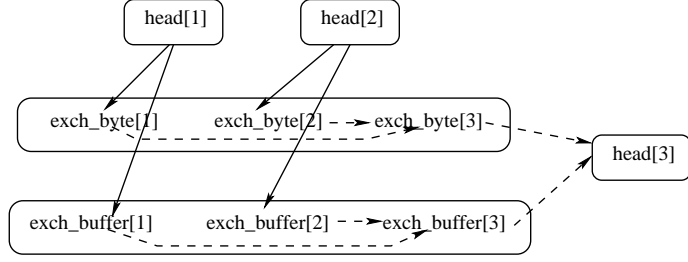 head[1] head[2]
exch_byte[1] exch_byte[2] exch_byte[3]
head[3]
exch_buffer[1] exch_buffer[2] exch_buffer[3]